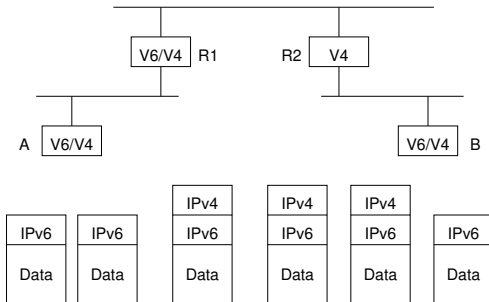 V6/V4 R1 R2 V4
A V6/V4 V6/V4 B
IPv4 IPv4 IPv4
IPv6 IPv6 IPv6 IPv6 IPv6 IPv6
Data Data Data Data Data Data